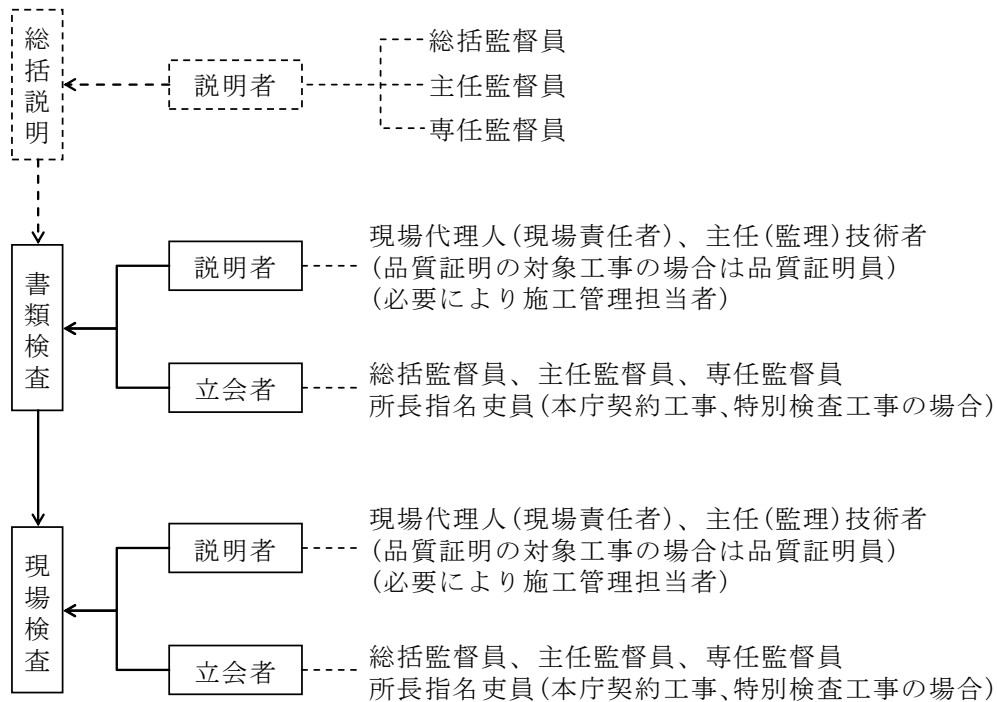 総括説明
説明者
総括監督員
主任監督員
専任監督員
書類検査
説明者
現場代理人(現場責任者)、主任(監理)技術者
(品質証明の対象工事の場合は品質証明員)
(必要により施工管理担当者)
立会者
総括監督員、主任監督員、専任監督員
所長指名吏員(本庁契約工事、特別検査工事の場合)
現場検査
説明者
現場代理人(現場責任者)、主任(監理)技術者
(品質証明の対象工事の場合は品質証明員)
(必要により施工管理担当者)
立会者
総括監督員、主任監督員、専任監督員
所長指名吏員(本庁契約工事、特別検査工事の場合)